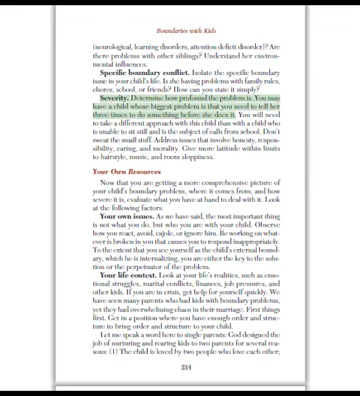 Boundaries with Kids
(neurological, learning disorders, attention deficit disorder)? Are
there problems with other siblings? Understand her environ-
mental influences.
Specific boundary conflict. Isolate the specific boundary
issue in your child's life. Is she having problems with family rules,
chores, school, or friends? How can you state it simply?
Severity. Determine how profound the problem is. You may
have a child whose biggest problem is that you need to tell her
three times to do something before she does it. You will need
to take a different approach with this child than with a child who
is unable to sit still and is the subject of calls from school. Don't
sweat the small stuff. Address issues that involve honesty, respon-
sibility, caring, and morality. Give more latitude within limits
to hairstyle, music, and room sloppiness.
Your Own Resources
Now that you are getting a more comprehensive picture of
your child's boundary problem, where it comes from, and how
severe it is, evaluate what you have at hand to deal with it. Look
at the following factors:
Your own issues. As we have said, the most important thing
is not what you do, but who you are with your child. Observe
how you react, avoid, cajole, or ignore him. Be working on what-
ever is broken in you that causes you to respond inappropriately.
To the extent that you see yourself as the child's external bound-
ary, which he is internalizing, you are either the key to the solu-
tion or the perpetuator of the problem.
Your life context. Look at your life's realities, such as emo-
tional struggles, marital conflicts, finances, job pressures, and
other kids. If you are in crisis, get help for yourself quickly. We
have seen many parents who had kids with boundary problems,
yet they had overwhelming chaos in their marriage. First things
first. Get in a position where you have enough order and struc-
ture to bring order and structure to your child.
Let me speak a word here to single parents: God designed the
job of nurturing and rearing kids to two parents for several rea-
sons: (1) The child is loved by two people who love each other;
214